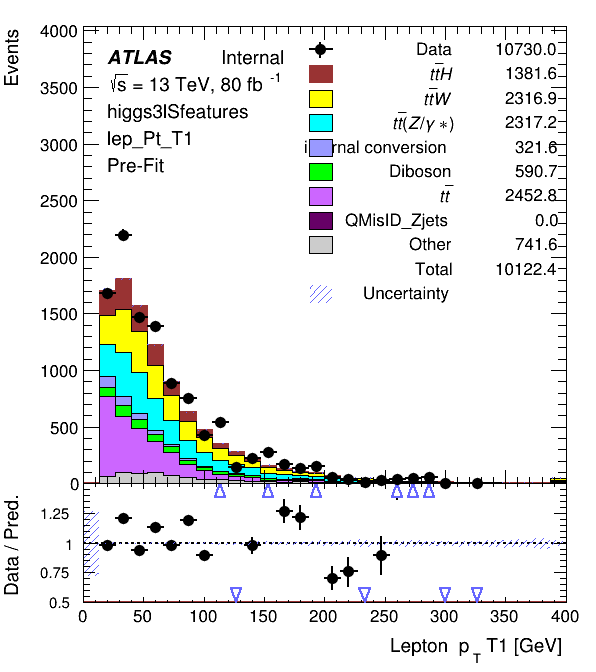 Events
4000
3500
3000
2500
2000
1500
1000
500
0
ATLAS Internal
√s = 13 TeV, 80 fb⁻¹
higgs3lSfeatures
lep_Pt_T1
Pre-Fit
Data 10730.0
tt̄H 1381.6
tt̄W 2316.9
tt̄(Z/γ*) 2317.2
internal conversion 321.6
Diboson 590.7
tt̄ 2452.8
QMisID_Zjets 0.0
Other 741.6
Total 10122.4
Uncertainty
Data / Pred.
1.25
1
0.75
0.5
0 50 100 150 200 250 300 350 400
Lepton p_T T1 [GeV]